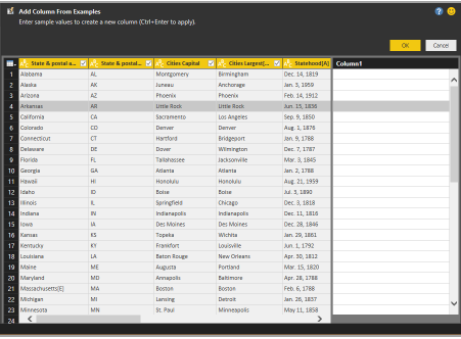 Add Column From Examples
Enter sample values to create a new column (Ctrl+Enter to apply).
OK Cancel
State & postal a... State & postal... Cities Capital Cities Largest[... Statehood[A] Column1
1 Alabama AL Montgomery Birmingham Dec. 14, 1819
2 Alaska AK Juneau Anchorage Jan. 3, 1959
3 Arizona AZ Phoenix Phoenix Feb. 14, 1912
4 Arkansas AR Little Rock Little Rock Jun. 15, 1836
5 California CA Sacramento Los Angeles Sep. 9, 1850
6 Colorado CO Denver Denver Aug. 1, 1876
7 Connecticut CT Hartford Bridgeport Jan. 9, 1788
8 Delaware DE Dover Wilmington Dec. 7, 1787
9 Florida FL Tallahassee Jacksonville Mar. 3, 1845
10 Georgia GA Atlanta Atlanta Jan. 2, 1788
11 Hawaii HI Honolulu Honolulu Aug. 21, 1959
12 Idaho ID Boise Boise Jul. 3, 1890
13 Illinois IL Springfield Chicago Dec. 3, 1818
14 Indiana IN Indianapolis Indianapolis Dec. 11, 1816
15 Iowa IA Des Moines Des Moines Dec. 28, 1846
16 Kansas KS Topeka Wichita Jan. 29, 1861
17 Kentucky KY Frankfort Louisville Jun. 1, 1792
18 Louisiana LA Baton Rouge New Orleans Apr. 30, 1812
19 Maine ME Augusta Portland Mar. 15, 1820
20 Maryland MD Annapolis Baltimore Apr. 28, 1788
21 Massachusetts[E] MA Boston Boston Feb. 6, 1788
22 Michigan MI Lansing Detroit Jan. 26, 1837
23 Minnesota MN St. Paul Minneapolis May 11, 1858
24